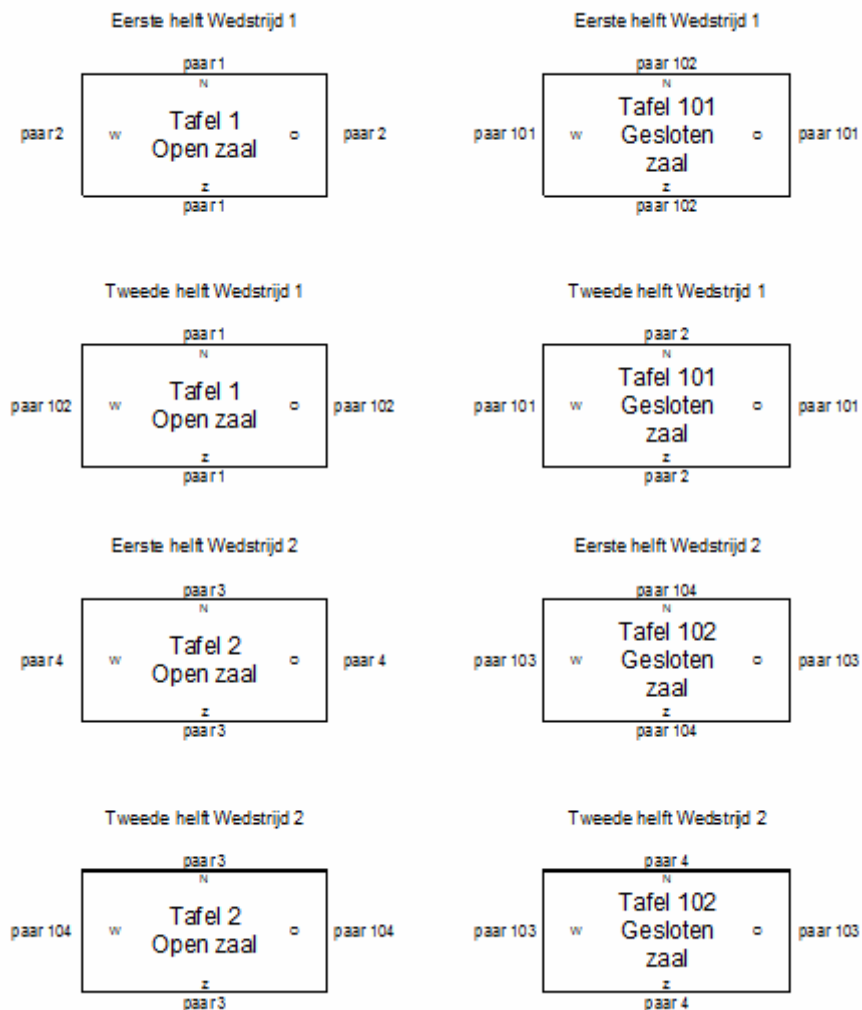 Eerste helft Wedstrijd 1
paar 1
N
paar 2 W Tafel 1 O paar 2
Open zaal
Z
paar 1
Eerste helft Wedstrijd 1
paar 102
N
Tafel 101
paar 101 W Gesloten O paar 101
zaal
Z
paar 102
Tweede helft Wedstrijd 1
paar 1
N
Tafel 1
paar 102 W Open zaal O paar 102
Z
paar 1
Tweede helft Wedstrijd 1
paar 2
N
Tafel 101
paar 101 W Gesloten O paar 101
zaal
Z
paar 2
Eerste helft Wedstrijd 2
paar 3
N
Tafel 2
paar 4 W Open zaal O paar 4
Z
paar 3
Eerste helft Wedstrijd 2
paar 104
N
Tafel 102
paar 103 W Gesloten O paar 103
zaal
Z
paar 104
Tweede helft Wedstrijd 2
paar 3
N
Tafel 2
paar 104 W Open zaal O paar 104
Z
paar 3
Tweede helft Wedstrijd 2
paar 4
N
Tafel 102
paar 103 W Gesloten O paar 103
zaal
Z
paar 4